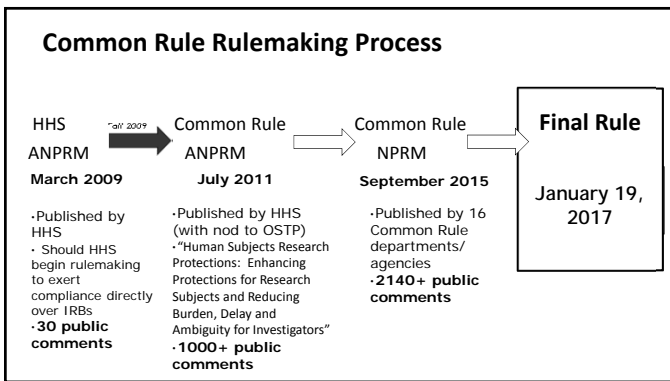 Common Rule Rulemaking Process
HHS
ANPRM
March 2009
·Published by
HHS
· Should HHS
begin rulemaking
to exert
compliance directly
over IRBs
·30 public
comments
Fall 2009
Common Rule
ANPRM
July 2011
·Published by HHS
(with nod to OSTP)
·"Human Subjects Research
Protections: Enhancing
Protections for Research
Subjects and Reducing
Burden, Delay and
Ambiguity for Investigators"
·1000+ public
comments
Common Rule
NPRM
September 2015
·Published by 16
Common Rule
departments/
agencies
·2140+ public
comments
Final Rule
January 19,
2017